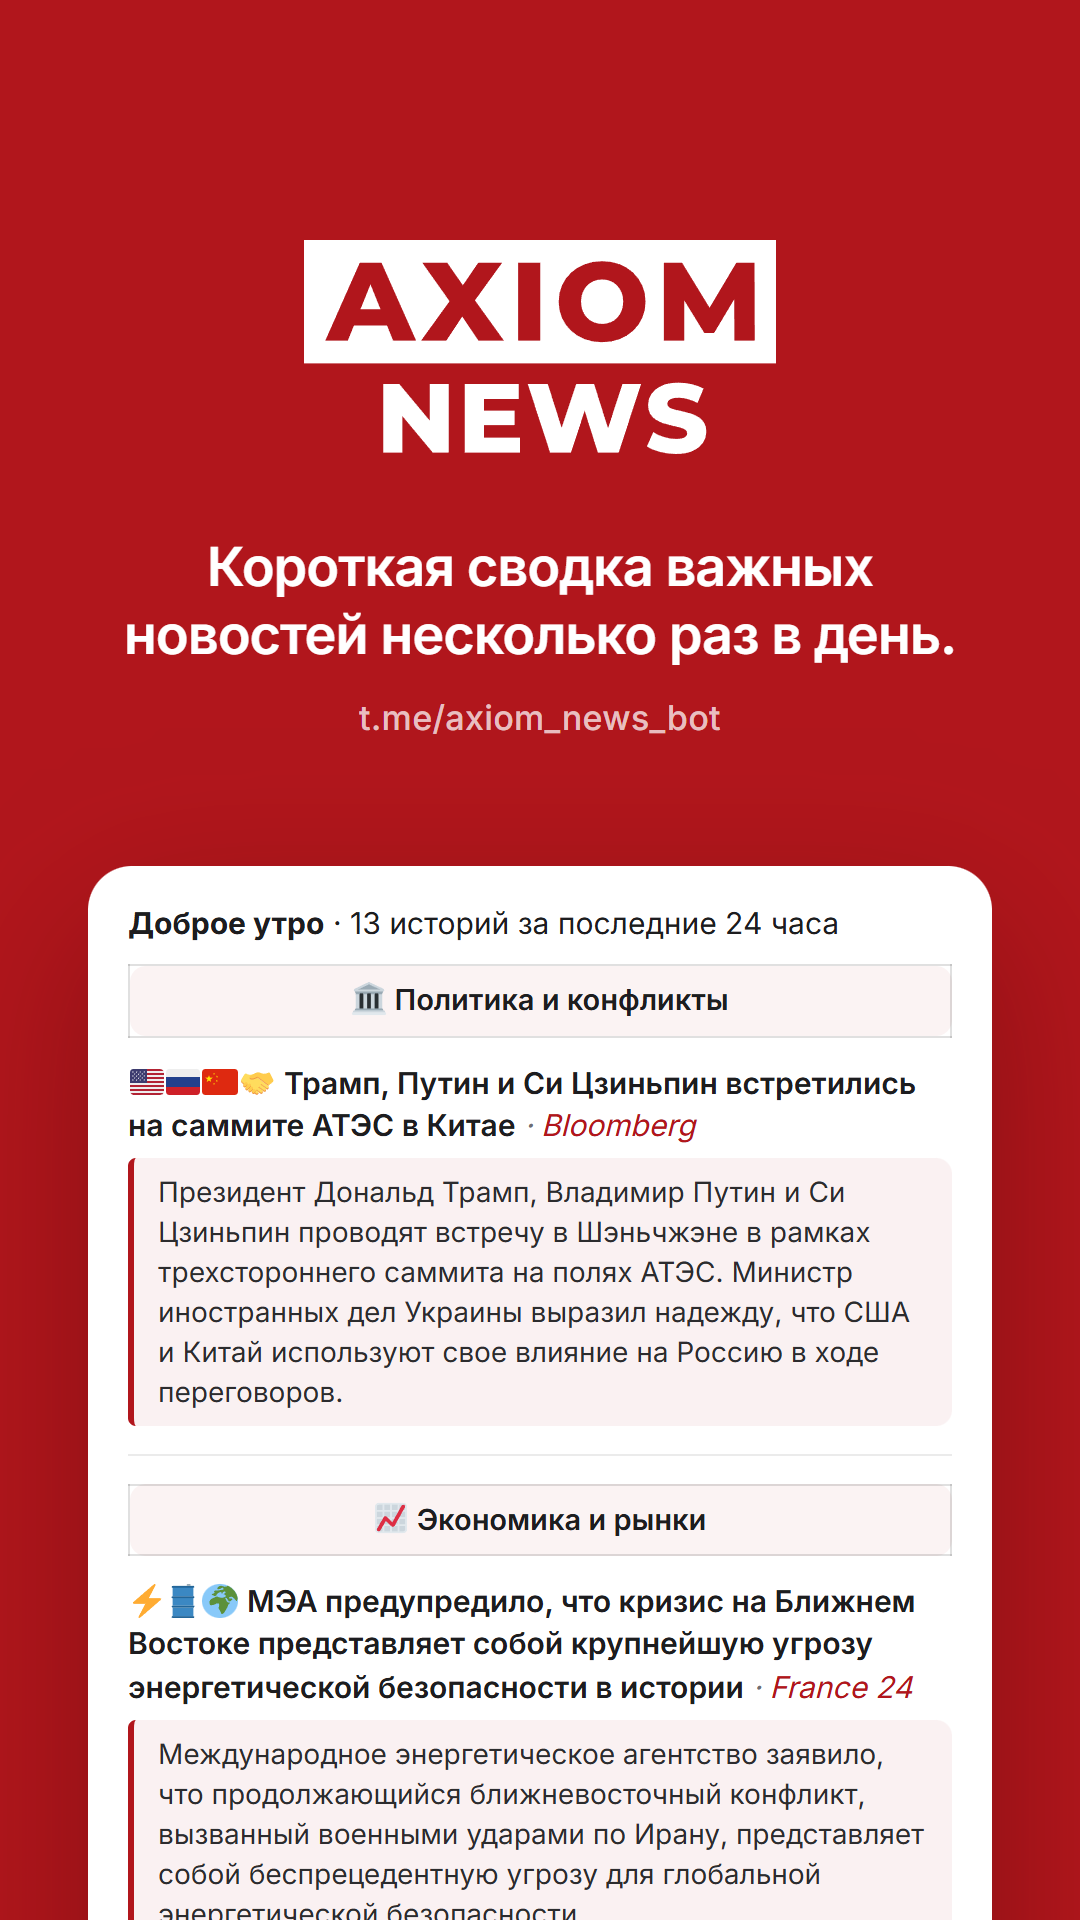 AXIOM
NEWS
Короткая сводка важных
новостей несколько раз в день.
t.me/axiom_news_bot
Доброе утро · 13 историй за последние 24 часа
🏛️ Политика и конфликты
🇺🇸🇷🇺🇨🇳🤝 Трамп, Путин и Си Цзиньпин встретились
на саммите АТЭС в Китае · Bloomberg
Президент Дональд Трамп, Владимир Путин и Си
Цзиньпин проводят встречу в Шэньчжэне в рамках
трехстороннего саммита на полях АТЭС. Министр
иностранных дел Украины выразил надежду, что США
и Китай используют свое влияние на Россию в ходе
переговоров.
📈 Экономика и рынки
⚡🛢️🌍 МЭА предупредило, что кризис на Ближнем
Востоке представляет собой крупнейшую угрозу
энергетической безопасности в истории · France 24
Международное энергетическое агентство заявило,
что продолжающийся ближневосточный конфликт,
вызванный военными ударами по Ирану, представляет
собой беспрецедентную угрозу для глобальной
энергетической безопасности